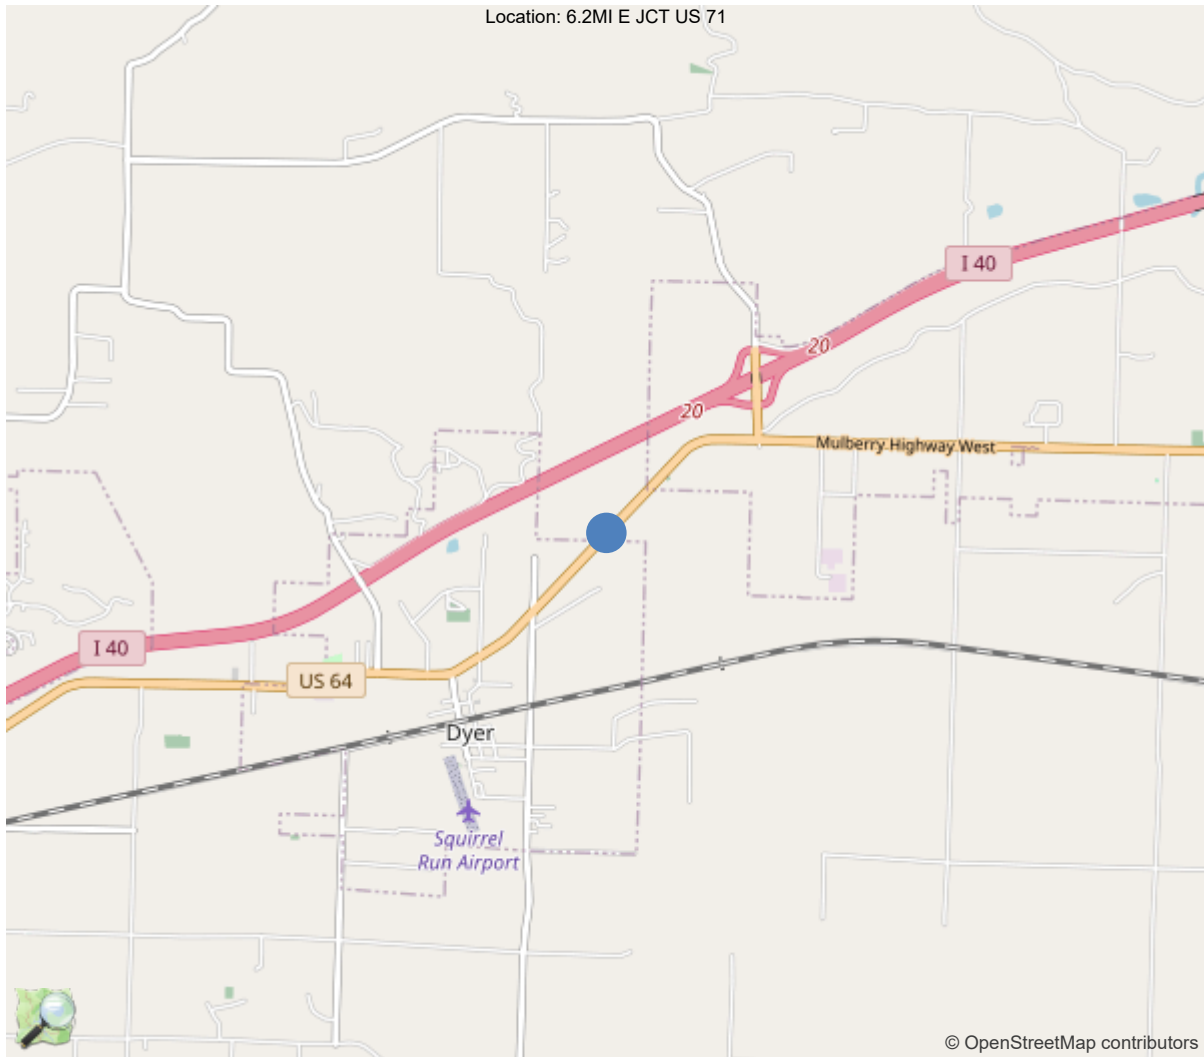 Location: 6.2MI E JCT US 71
I 40
20
20
Mulberry Highway West
I 40
US 64
Dyer
Squirrel
Run Airport
© OpenStreetMap contributors